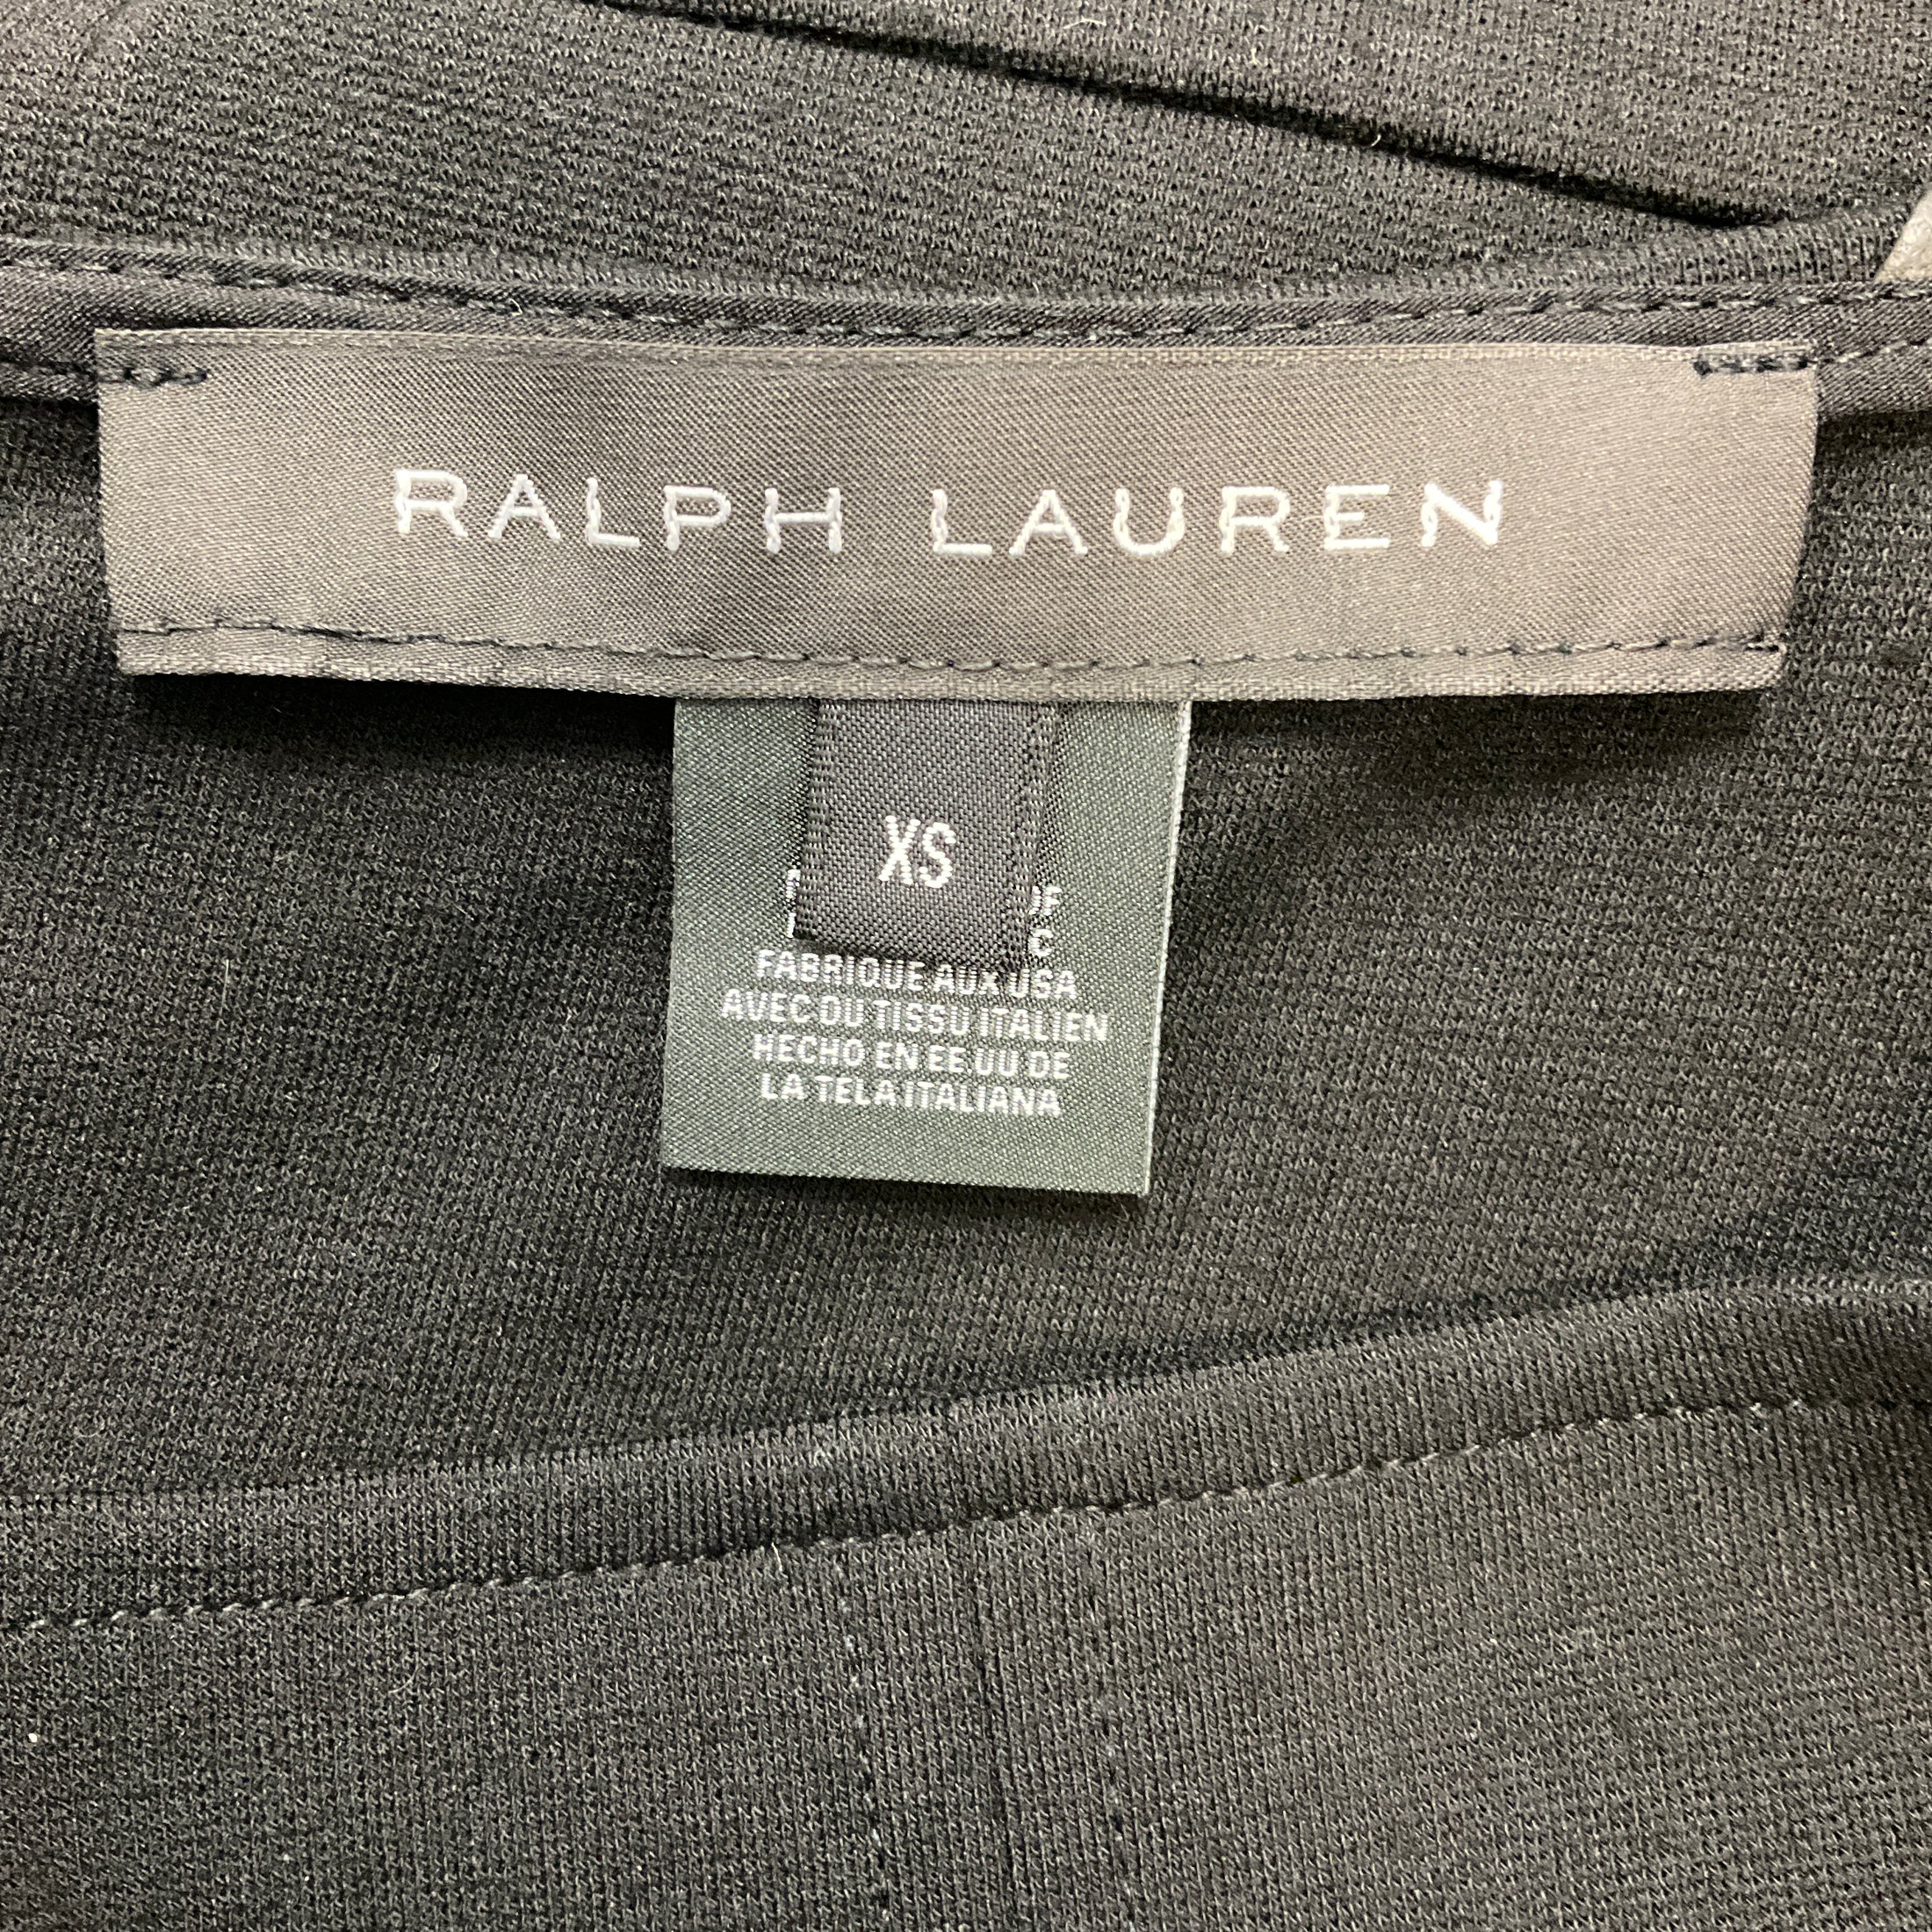 RALPH LAUREN
XS
FABRIQUE AUX USA
AVEC DU TISSU ITALIEN
HECHO EN EE UU DE
LA TELA ITALIANA